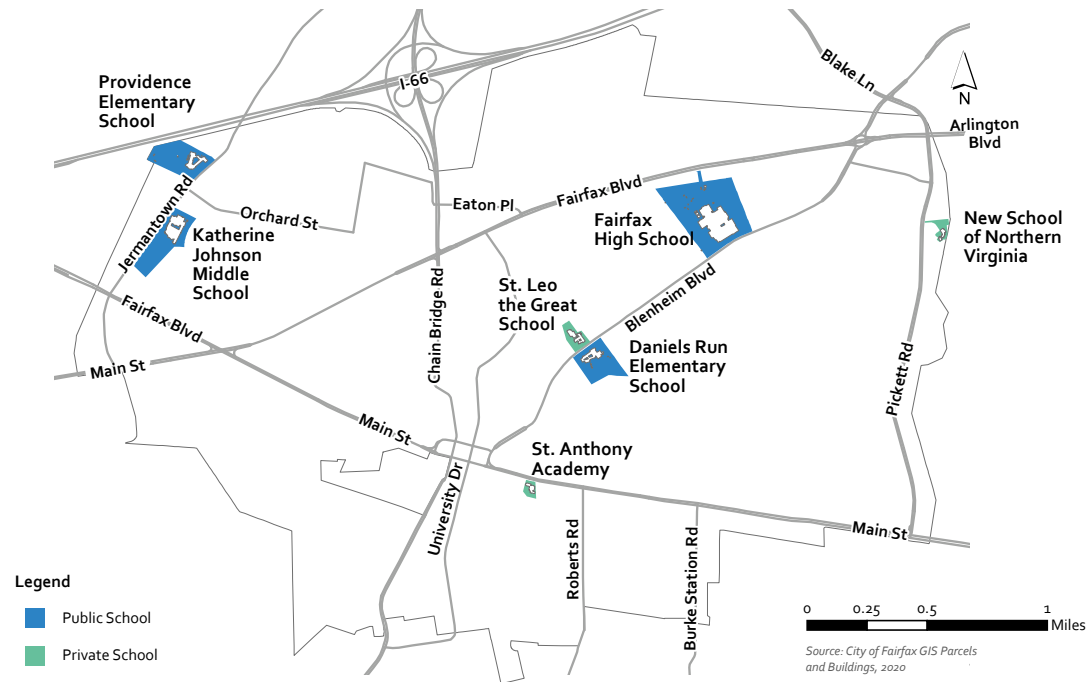 Providence
Elementary
School
I-66
Blake Ln
N
Arlington
Blvd
Jermantown Rd
Orchard St
Eaton Pl
Fairfax Blvd
Fairfax
High School
New School
of Northern
Virginia
Katherine
Johnson
Middle
School
Fairfax Blvd
Chain Bridge Rd
St. Leo
the Great
School
Blenheim Blvd
Daniels Run
Elementary
School
Main St
Pickett Rd
Main St
St. Anthony
Academy
University Dr
Roberts Rd
Burke Station Rd
Main St
Legend
Public School
Private School
0 0.25 0.5 1
Miles
Source: City of Fairfax GIS Parcels
and Buildings, 2020